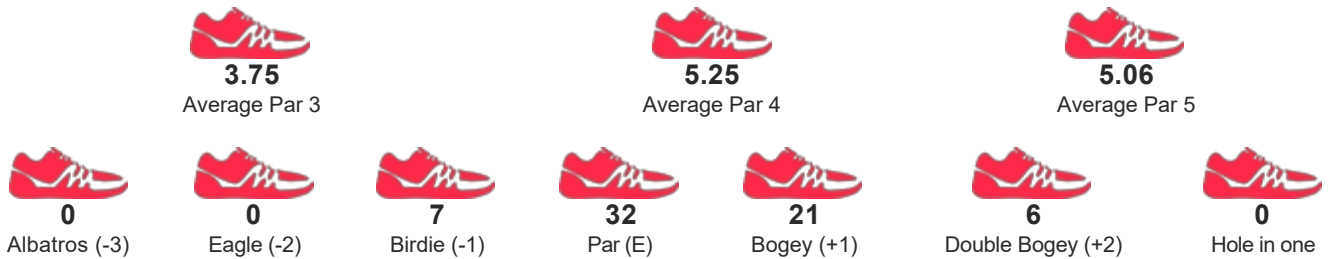 3.75 5.25 5.06
Average Par 3 Average Par 4 Average Par 5
0 0 7 32 21 6 0
Albatros (-3) Eagle (-2) Birdie (-1) Par (E) Bogey (+1) Double Bogey (+2) Hole in one